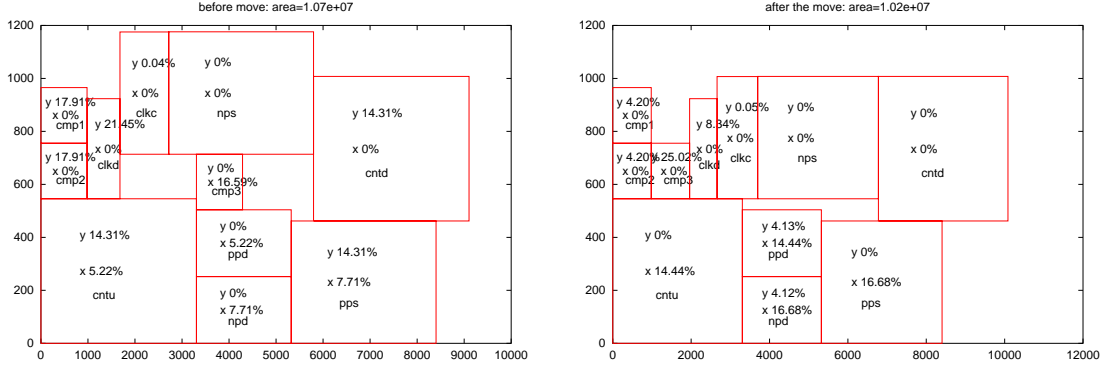 before move: area=1.07e+07
1200
1000
800
600
400
200
0
0 1000 2000 3000 4000 5000 6000 7000 8000 9000 10000
y 17.91%
x 0%
cmp1
y 17.91%
x 0%
cmp2
y 21.45%
x 0%
clkd
y 0.04%
x 0%
clkc
y 0%
x 0%
nps
y 14.31%
x 0%
cntd
y 0%
x 16.59%
cmp3
y 14.31%
x 5.22%
cntu
y 0%
x 5.22%
ppd
y 0%
x 7.71%
npd
y 14.31%
x 7.71%
pps
after the move: area=1.02e+07
1200
1000
800
600
400
200
0
0 2000 4000 6000 8000 10000 12000
y 4.20%
x 0%
cmp1
y 4.20%
x 0%
cmp2
y 25.02%
x 0%
cmp3
y 8.34%
x 0%
clkd
y 0.05%
x 0%
clkc
y 0%
x 0%
nps
y 0%
x 0%
cntd
y 0%
x 14.44%
cntu
y 4.13%
x 14.44%
ppd
y 4.12%
x 16.68%
npd
y 0%
x 16.68%
pps